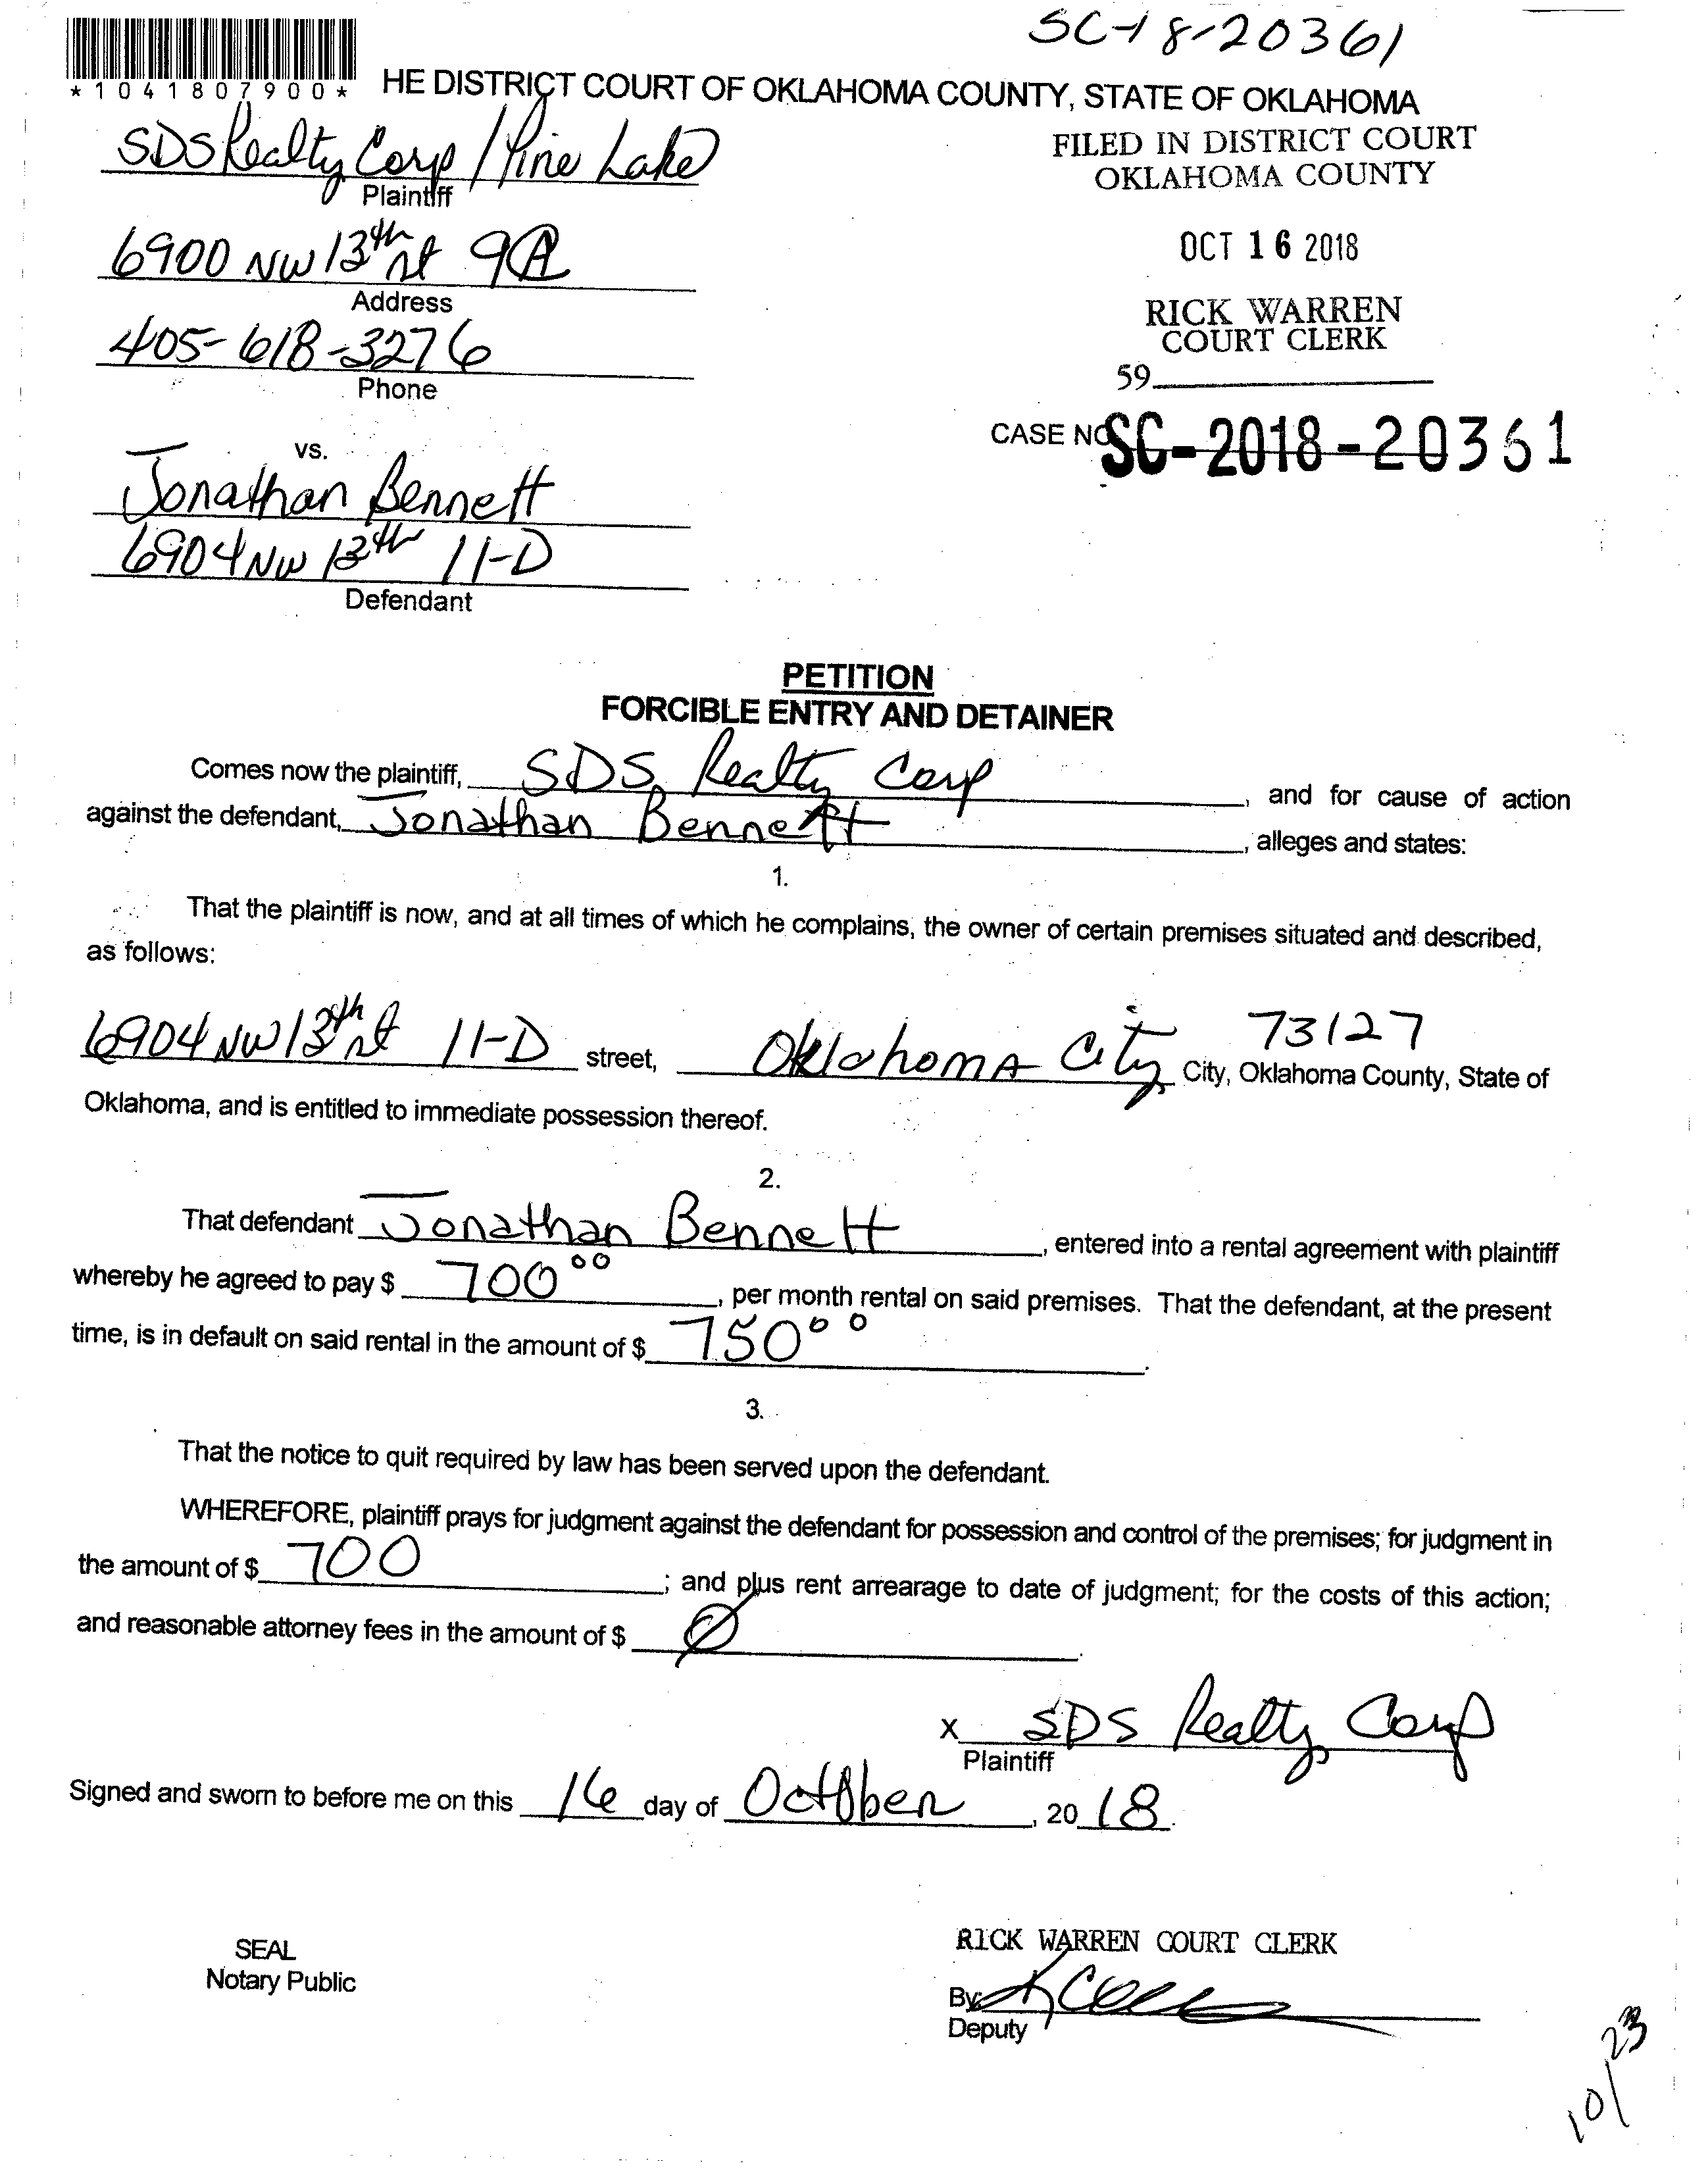 SC-18-20361
*1041807900*
HE DISTRICT COURT OF OKLAHOMA COUNTY, STATE OF OKLAHOMA
SDS Realty Corp / Pine Lake
Plaintiff
FILED IN DISTRICT COURT
OKLAHOMA COUNTY
6900 NW 13th st 9A
Address
OCT 16 2018
405-618-3276
Phone
RICK WARREN
COURT CLERK
59
vs.
CASE NO SC-2018-20361
Jonathan Bennett
6904 NW 13th 11-D
Defendant
PETITION
FORCIBLE ENTRY AND DETAINER
Comes now the plaintiff, SDS Realty Corp, and for cause of action
against the defendant, Jonathan Bennett, alleges and states:
1.
That the plaintiff is now, and at all times of which he complains, the owner of certain premises situated and described,
as follows:
6904 NW 13th st 11-D street, Oklahoma City 73127 City, Oklahoma County, State of
Oklahoma, and is entitled to immediate possession thereof.
2.
That defendant Jonathan Bennett, entered into a rental agreement with plaintiff
whereby he agreed to pay $ 700 00, per month rental on said premises. That the defendant, at the present
time, is in default on said rental in the amount of $ 750 00.
3.
That the notice to quit required by law has been served upon the defendant.
WHEREFORE, plaintiff prays for judgment against the defendant for possession and control of the premises; for judgment in
the amount of $ 700; and plus rent arrearage to date of judgment; for the costs of this action;
and reasonable attorney fees in the amount of $ 0.
X SDS Realty Corp
Plaintiff
Signed and sworn to before me on this 16 day of October, 2018.
SEAL
Notary Public
RICK WARREN COURT CLERK
By:
Deputy
10/23